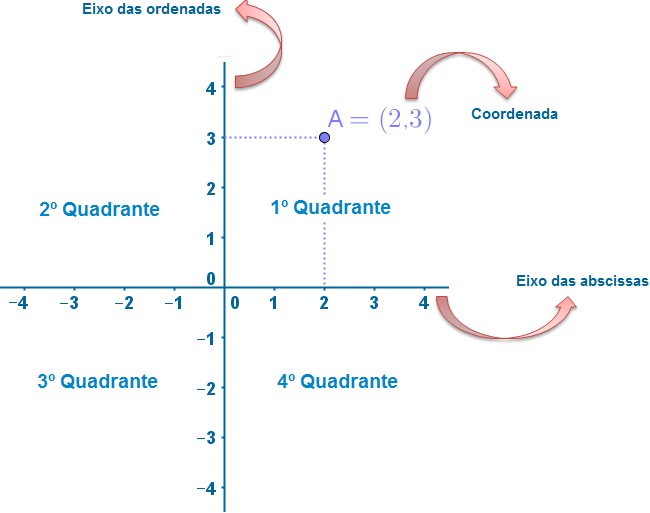 Eixo das ordenadas
4
A = (2,3)
Coordenada
3
2
2º Quadrante
1º Quadrante
1
0
Eixo das abscissas
−4 −3 −2 −1 0 1 2 3 4
−1
3º Quadrante
4º Quadrante
−2
−3
−4